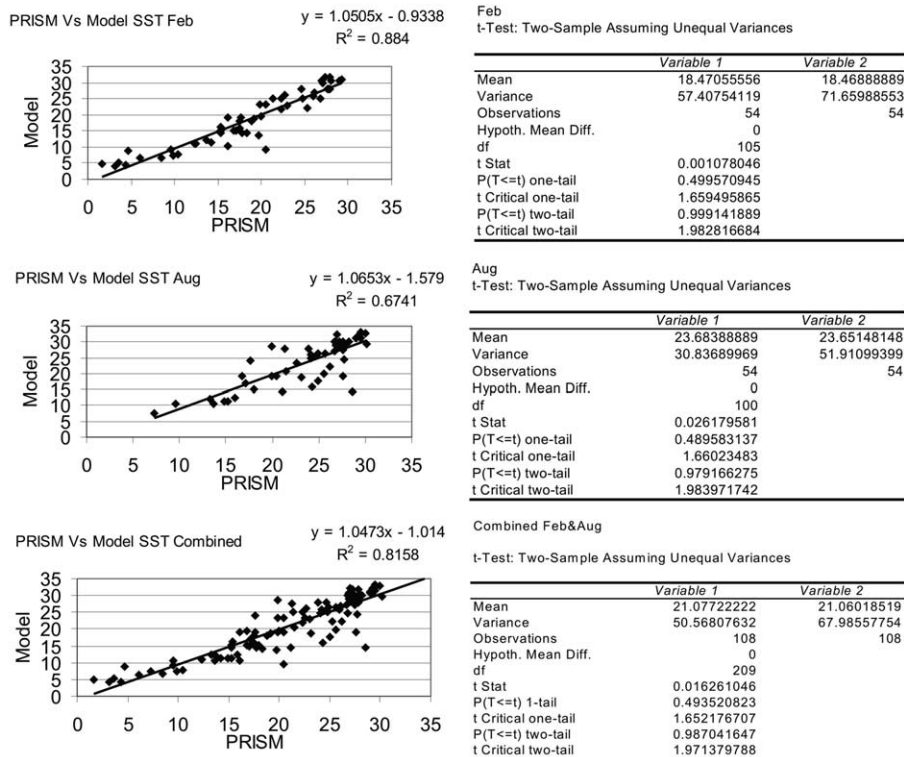 PRISM Vs Model SST Feb
y = 1.0505x - 0.9338
R² = 0.884
Model
35
30
25
20
15
10
5
0
0 5 10 15 20 25 30 35
PRISM
Feb
t-Test: Two-Sample Assuming Unequal Variances
Variable 1 Variable 2
Mean 18.47055556 18.46888889
Variance 57.40754119 71.65988553
Observations 54 54
Hypoth. Mean Diff. 0
df 105
t Stat 0.001078046
P(T<=t) one-tail 0.499570945
t Critical one-tail 1.659495865
P(T<=t) two-tail 0.999141889
t Critical two-tail 1.982816684
PRISM Vs Model SST Aug
y = 1.0653x - 1.579
R² = 0.6741
Model
35
30
25
20
15
10
5
0
0 5 10 15 20 25 30 35
PRISM
Aug
t-Test: Two-Sample Assuming Unequal Variances
Variable 1 Variable 2
Mean 23.68388889 23.65148148
Variance 30.83689969 51.91099399
Observations 54 54
Hypoth. Mean Diff. 0
df 100
t Stat 0.026179581
P(T<=t) one-tail 0.489583137
t Critical one-tail 1.66023483
P(T<=t) two-tail 0.979166275
t Critical two-tail 1.983971742
PRISM Vs Model SST Combined
y = 1.0473x - 1.014
R² = 0.8158
Model
35
30
25
20
15
10
5
0
0 5 10 15 20 25 30 35
PRISM
Combined Feb&Aug
t-Test: Two-Sample Assuming Unequal Variances
Variable 1 Variable 2
Mean 21.07722222 21.06018519
Variance 50.56807632 67.98557754
Observations 108 108
Hypoth. Mean Diff. 0
df 209
t Stat 0.016261046
P(T<=t) 1-tail 0.493520823
t Critical one-tail 1.652176707
P(T<=t) two-tail 0.987041647
t Critical two-tail 1.971379788